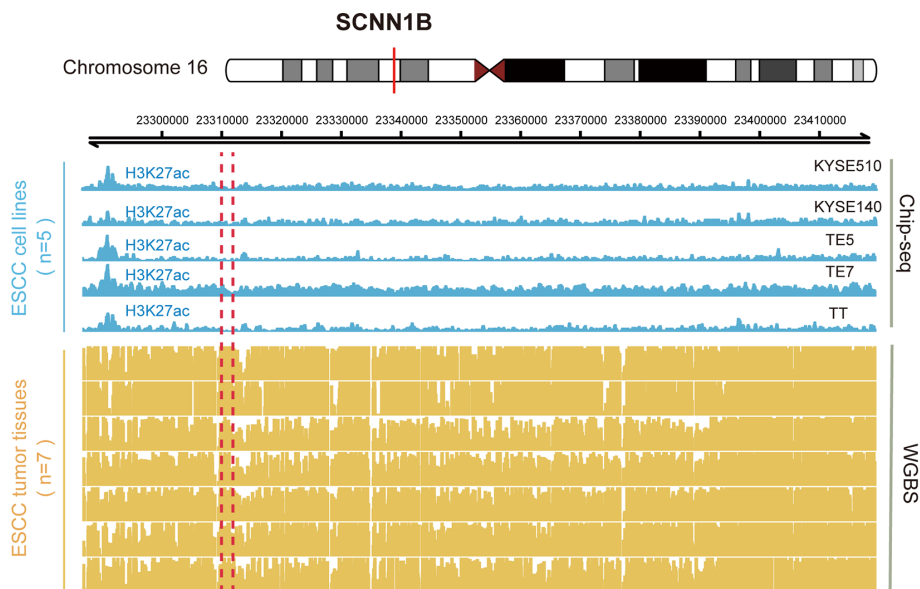 SCNN1B
Chromosome 16
23300000 23310000 23320000 23330000 23340000 23350000 23360000 23370000 23380000 23390000 23400000 23410000
ESCC cell lines
( n=5 )
H3K27ac
KYSE510
H3K27ac
KYSE140
H3K27ac
TE5
H3K27ac
TE7
H3K27ac
TT
Chip-seq
ESCC tumor tissues
( n=7 )
WGBS